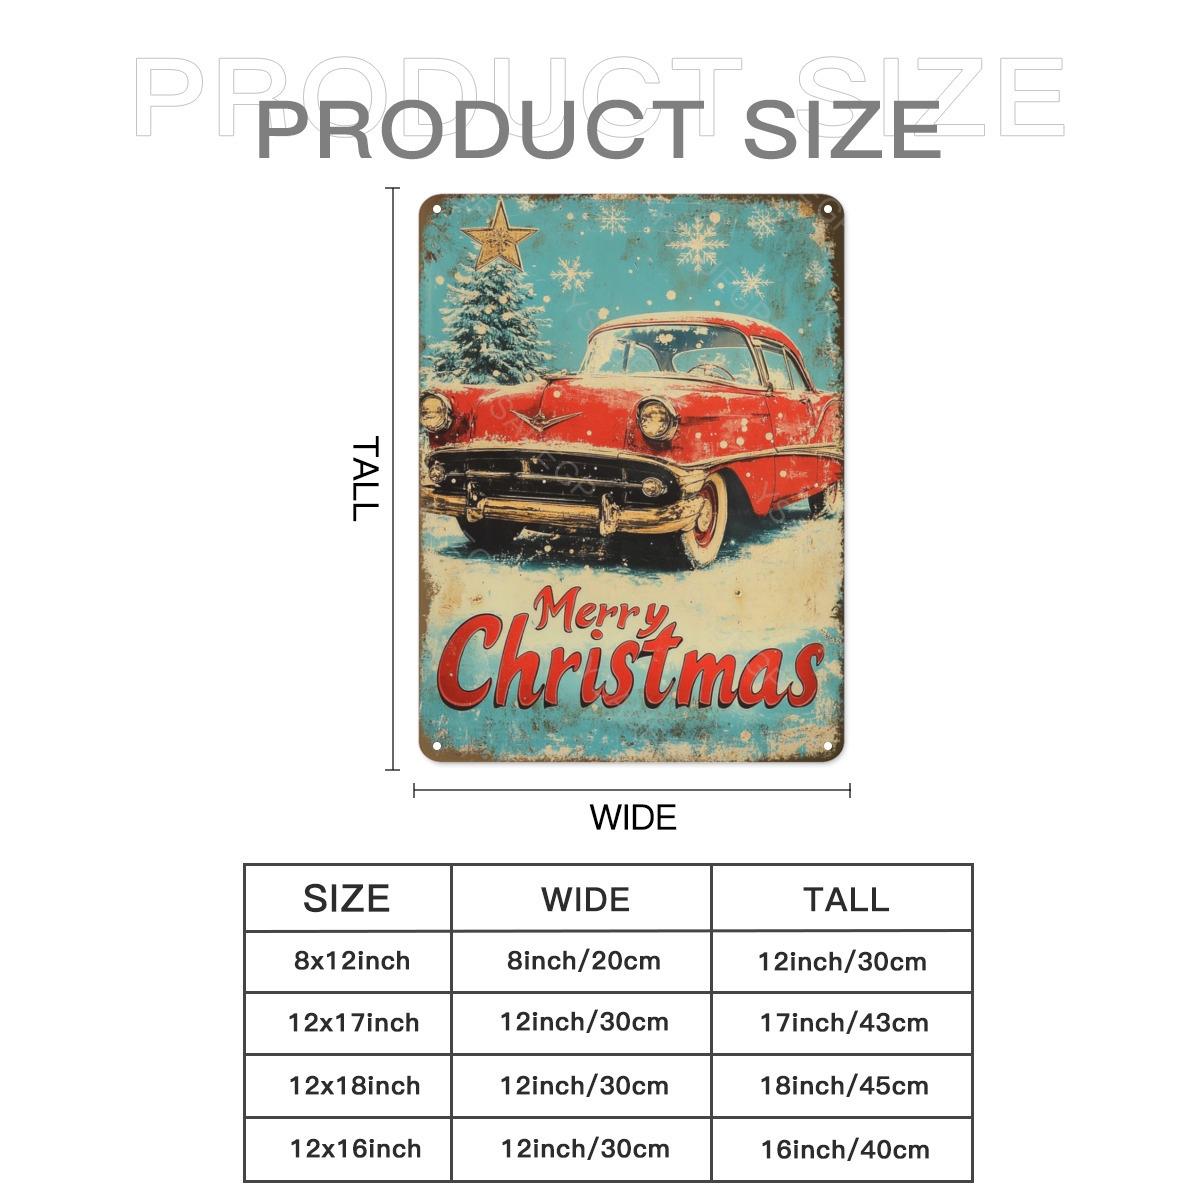 PRODUCT SIZE
PRODUCT SIZE
TALL
Merry
Christmas
WIDE
SIZE WIDE TALL
8x12inch 8inch/20cm 12inch/30cm
12x17inch 12inch/30cm 17inch/43cm
12x18inch 12inch/30cm 18inch/45cm
12x16inch 12inch/30cm 16inch/40cm